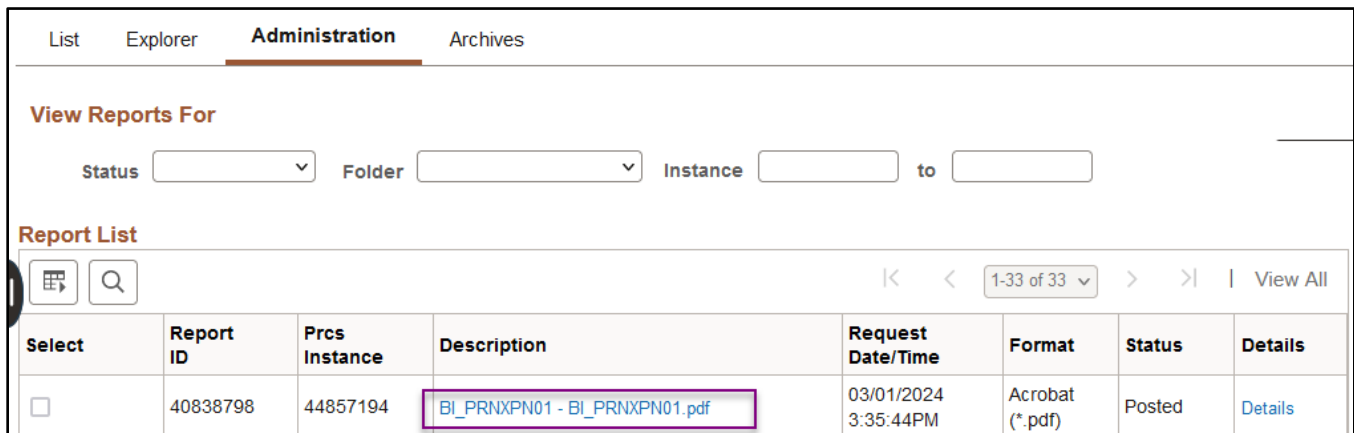 List Explorer Administration Archives
View Reports For
Status Folder Instance to
Report List
1-33 of 33 | View All
Select Report ID Prcs Instance Description Request Date/Time Format Status Details
40838798 44857194 BI_PRNXPN01 - BI_PRNXPN01.pdf 03/01/2024 3:35:44PM Acrobat (*.pdf) Posted Details